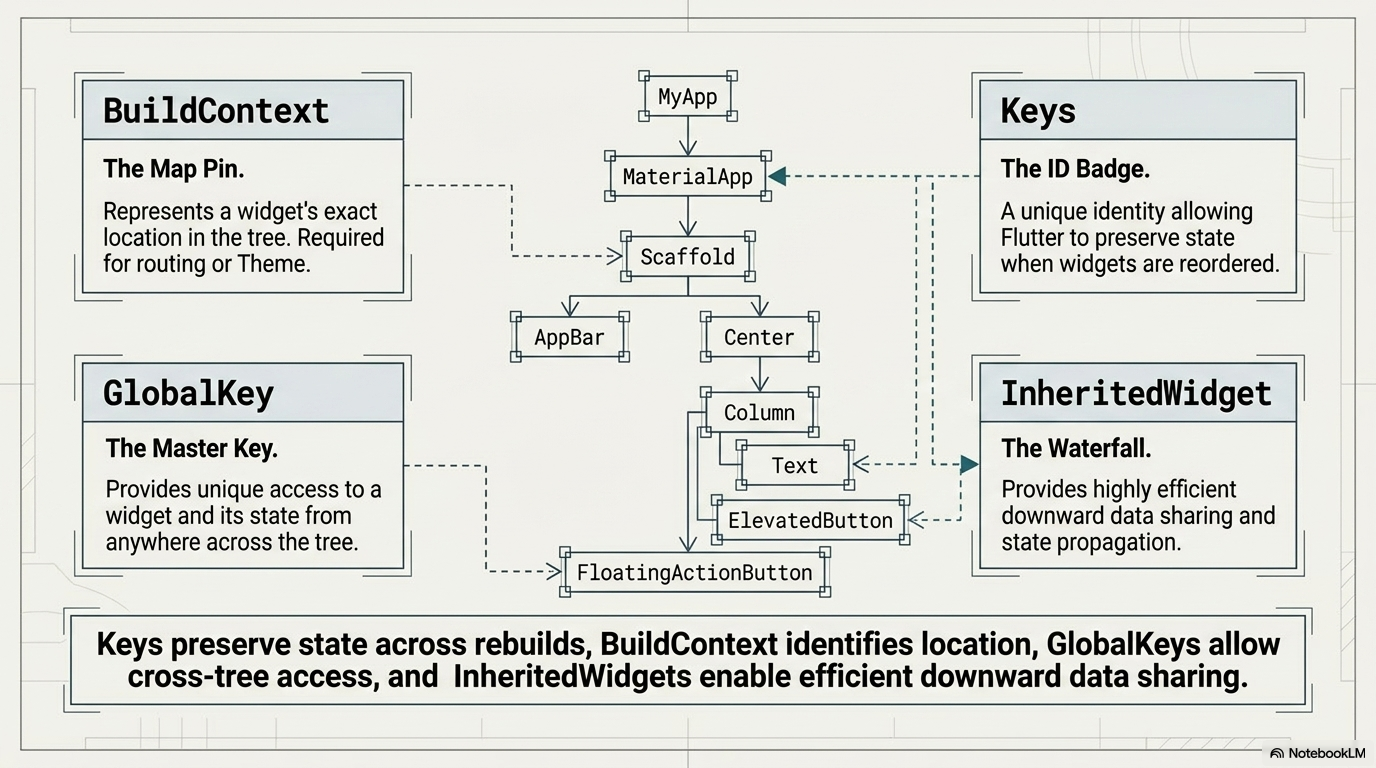 BuildContext
The Map Pin.
Represents a widget's exact
location in the tree. Required
for routing or Theme.
GlobalKey
The Master Key.
Provides unique access to a
widget and its state from
anywhere across the tree.
MyApp
MaterialApp
Scaffold
AppBar
Center
Column
Text
ElevatedButton
FloatingActionButton
Keys
The ID Badge.
A unique identity allowing
Flutter to preserve state
when widgets are reordered.
InheritedWidget
The Waterfall.
Provides highly efficient
downward data sharing and
state propagation.
Keys preserve state across rebuilds, BuildContext identifies location, GlobalKeys allow
cross-tree access, and InheritedWidgets enable efficient downward data sharing.
NotebookLM